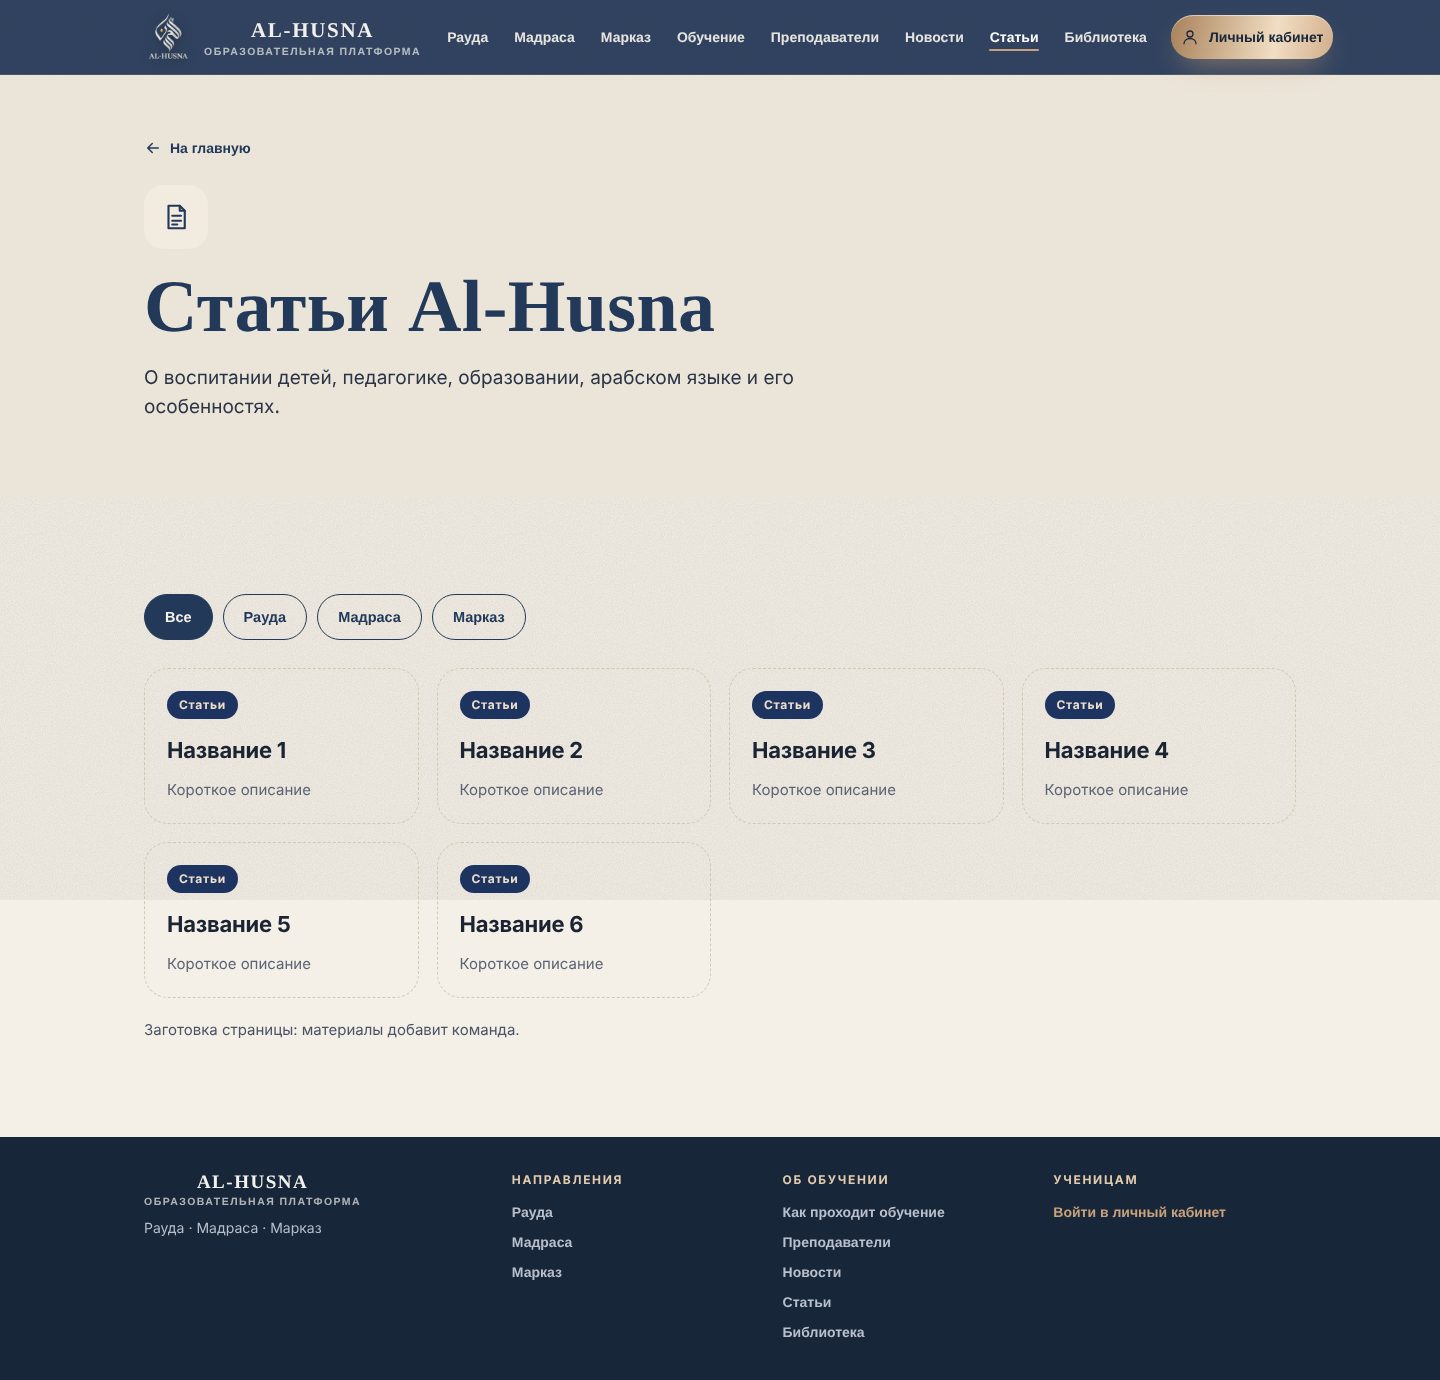 AL-HUSNA
AL-HUSNA
ОБРАЗОВАТЕЛЬНАЯ ПЛАТФОРМА
Рауда
Мадраса
Марказ
Обучение
Преподаватели
Новости
Статьи
Библиотека
Личный кабинет
На главную
Статьи Al-Husna
О воспитании детей, педагогике, образовании, арабском языке и его
особенностях.
Все
Рауда
Мадраса
Марказ
Статьи
Название 1
Короткое описание
Статьи
Название 2
Короткое описание
Статьи
Название 3
Короткое описание
Статьи
Название 4
Короткое описание
Статьи
Название 5
Короткое описание
Статьи
Название 6
Короткое описание
Заготовка страницы: материалы добавит команда.
AL-HUSNA
ОБРАЗОВАТЕЛЬНАЯ ПЛАТФОРМА
Рауда · Мадраса · Марказ
НАПРАВЛЕНИЯ
Рауда
Мадраса
Марказ
ОБ ОБУЧЕНИИ
Как проходит обучение
Преподаватели
Новости
Статьи
Библиотека
УЧЕНИЦАМ
Войти в личный кабинет